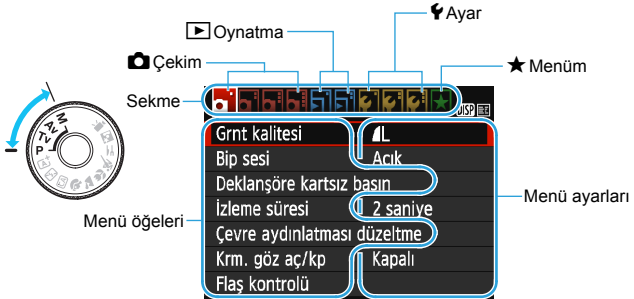 Ayar
Oynatma
Çekim
★ Menüm
Sekme
DISP
M
Av
Tv
P
Grnt kalitesi L
Bip sesi Açık
Deklanşöre kartsız basın
İzleme süresi 2 saniye
Menü öğeleri
Menü ayarları
Çevre aydınlatması düzeltme
Krm. göz aç/kp Kapalı
Flaş kontrolü